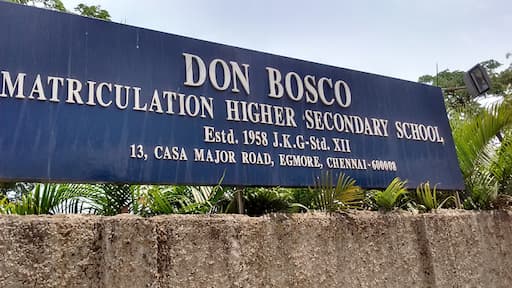 DON BOSCO
MATRICULATION HIGHER SECONDARY SCHOOL,
Estd. 1958 J.K.G-Std. XII
13, CASA MAJOR ROAD, EGMORE, CHENNAI-600008